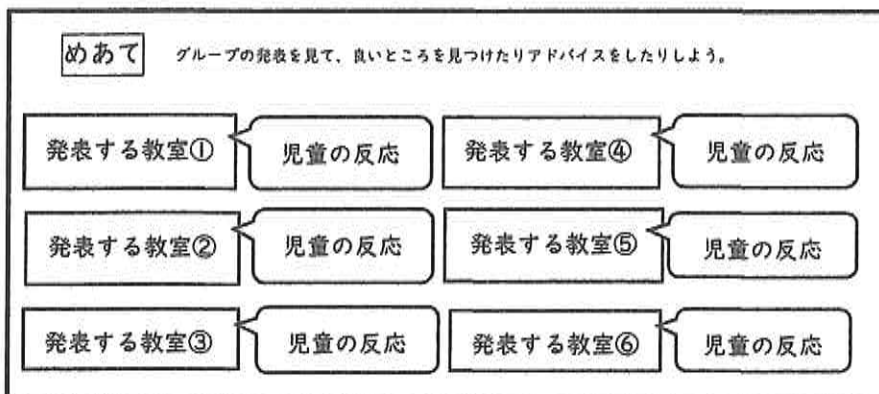 めあて グループの発表を見て、良いところを見つけたりアドバイスをしたりしよう。
発表する教室① 児童の反応
発表する教室② 児童の反応
発表する教室③ 児童の反応
発表する教室④ 児童の反応
発表する教室⑤ 児童の反応
発表する教室⑥ 児童の反応